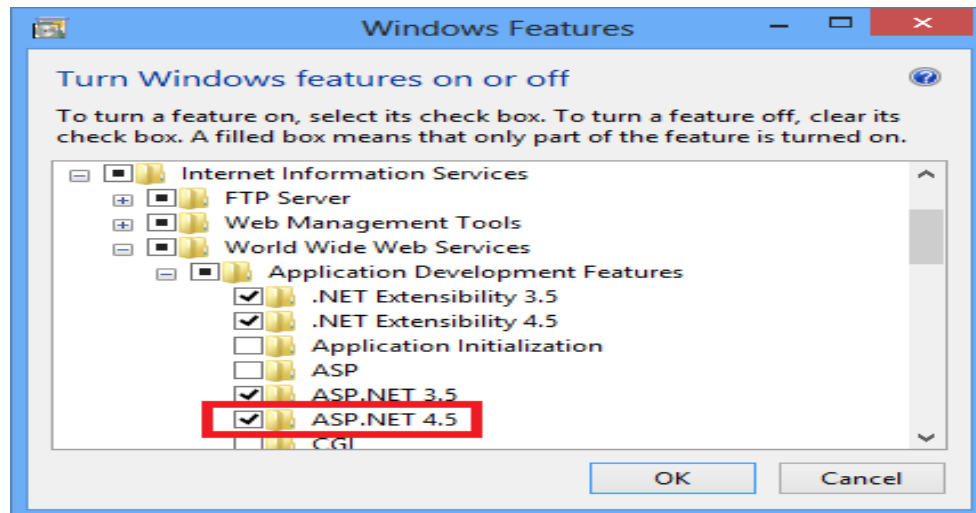 Windows Features
Turn Windows features on or off
To turn a feature on, select its check box. To turn a feature off, clear its
check box. A filled box means that only part of the feature is turned on.
Internet Information Services
FTP Server
Web Management Tools
World Wide Web Services
Application Development Features
.NET Extensibility 3.5
.NET Extensibility 4.5
Application Initialization
ASP
ASP.NET 3.5
ASP.NET 4.5
CGI
OK Cancel